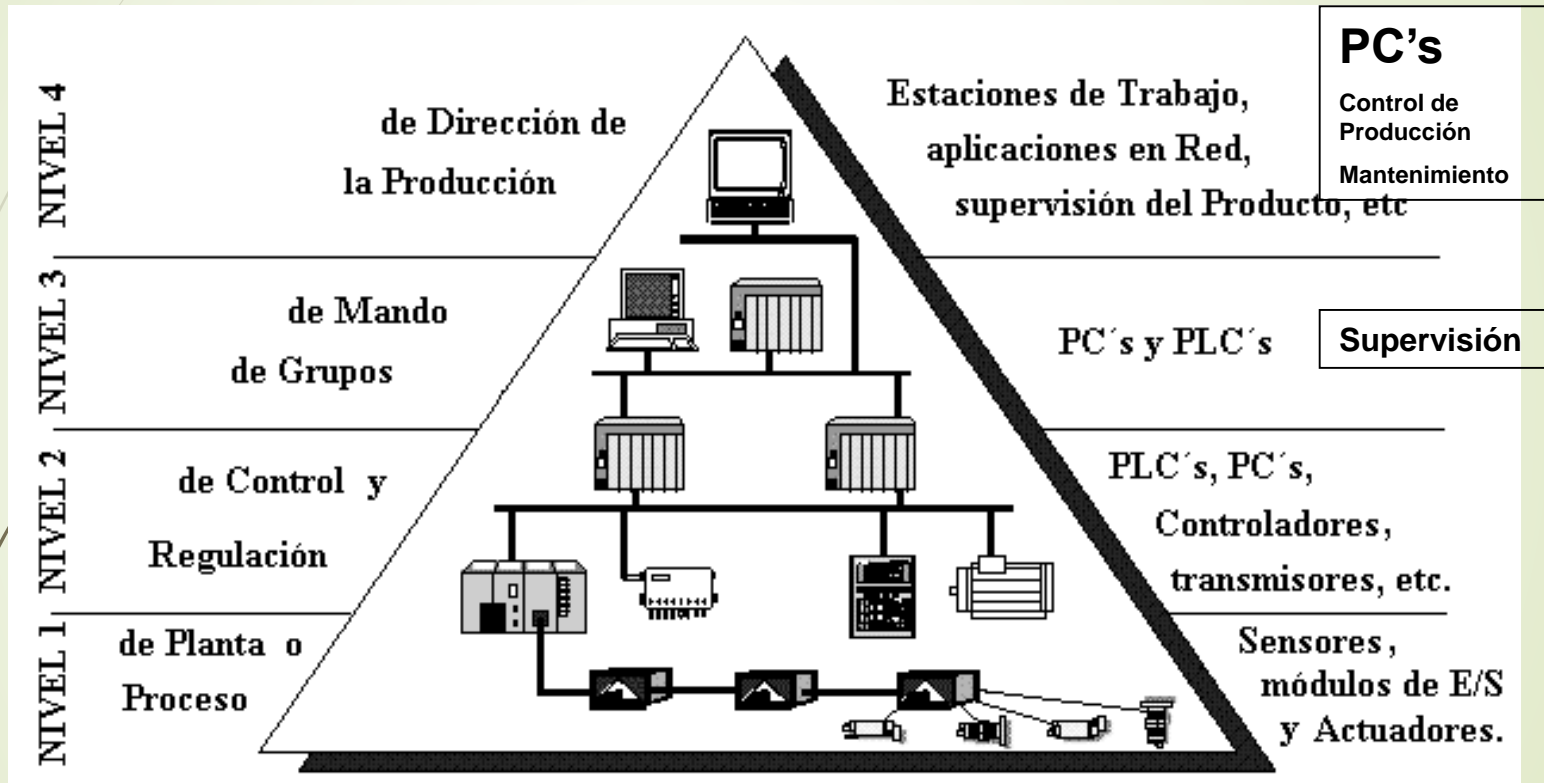 NIVEL 4
de Dirección de
la Producción
Estaciones de Trabajo,
aplicaciones en Red,
supervisión del Producto, etc
PC’s
Control de
Producción
Mantenimiento
NIVEL 3
de Mando
de Grupos
PC´s y PLC´s
Supervisión
NIVEL 2
de Control y
Regulación
PLC´s, PC´s,
Controladores,
transmisores, etc.
NIVEL 1
de Planta o
Proceso
Sensores,
módulos de E/S
y Actuadores.